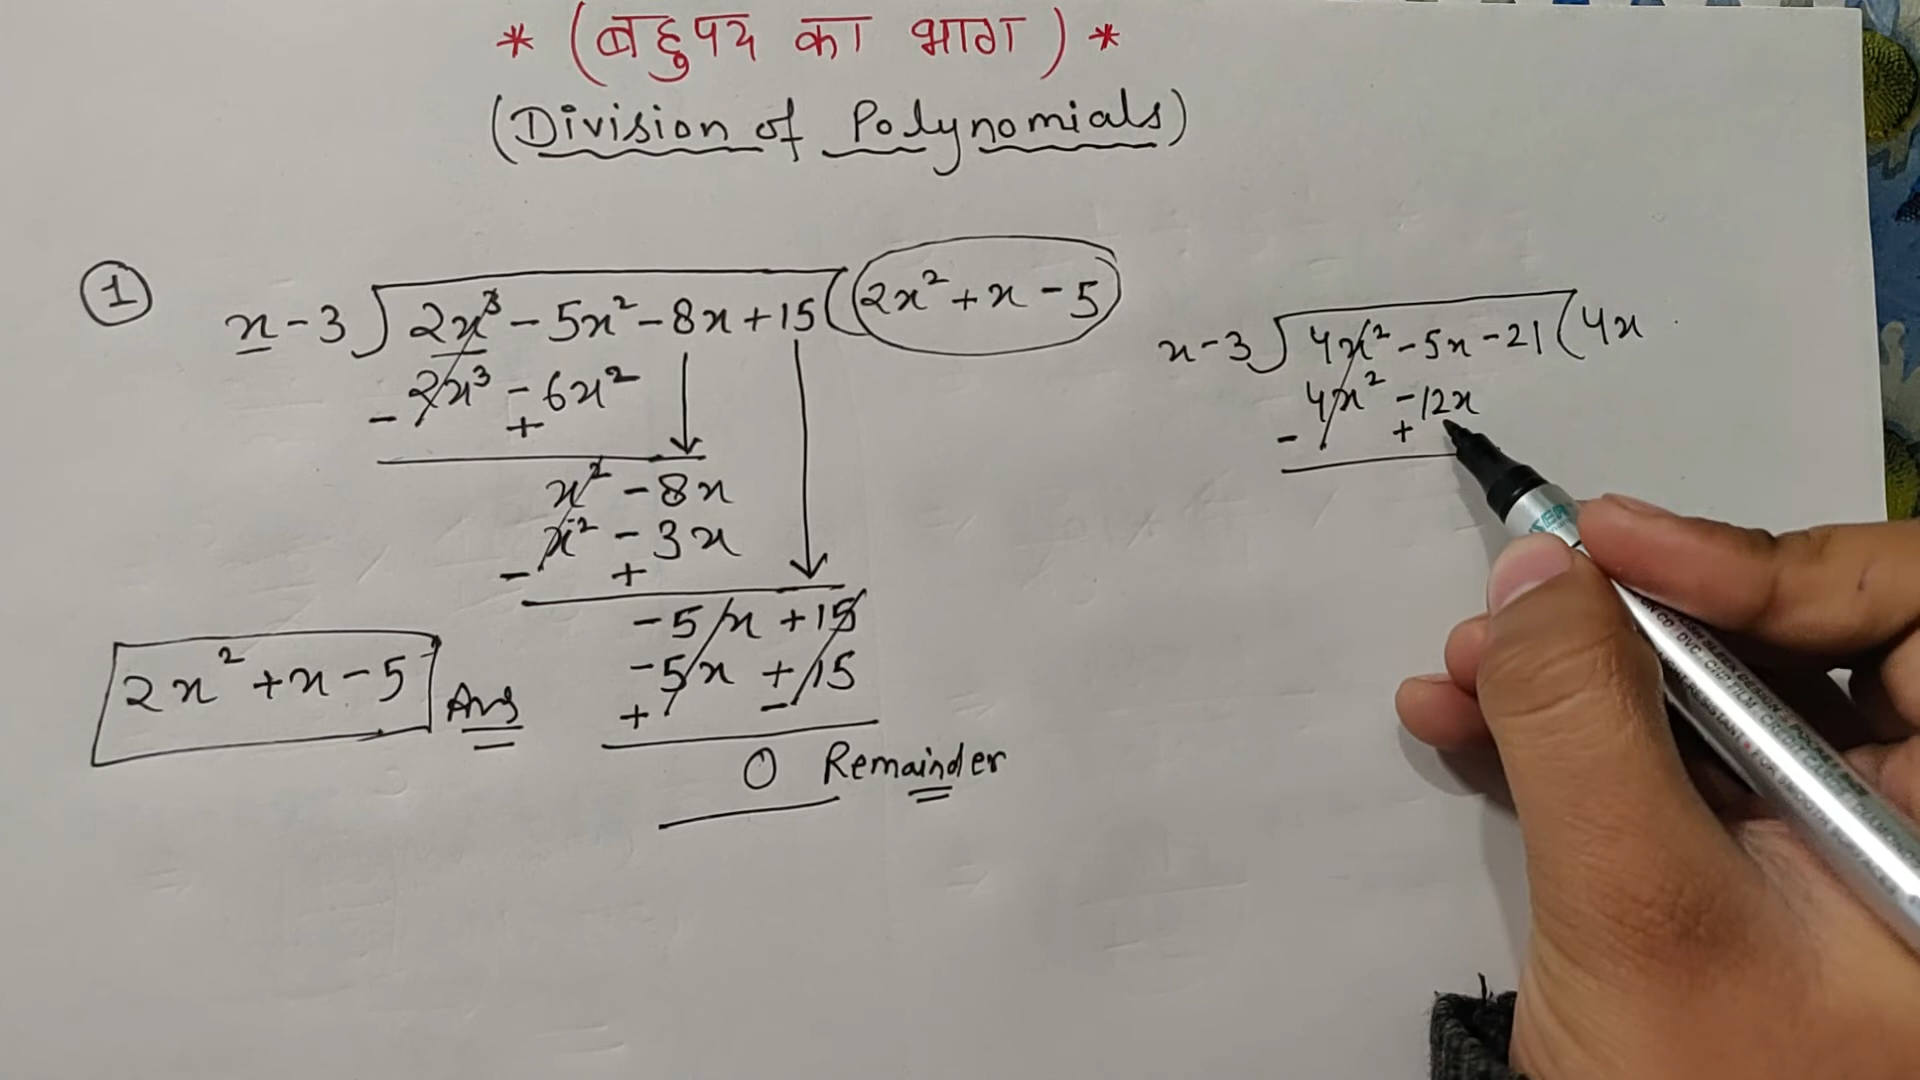 * (बहुपद का भाग) *
(Division of Polynomials)
①
x-3 ) 2x³ - 5x² - 8x + 15 ( 2x² + x - 5
2x³ - 6x²
- +
x² - 8x
x² - 3x
- +
-5x + 15
-5x + 15
+ -
0 Remainder
2x² + x - 5 Ans
x-3 ) 4x² - 5x - 21 ( 4x
4x² - 12x
- +